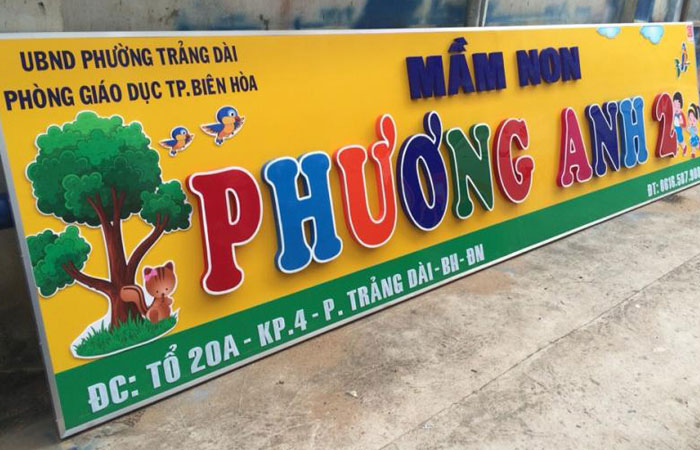 UBND PHƯỜNG TRẢNG DÀI
PHÒNG GIÁO DỤC TP.BIÊN HÒA
MẦM NON
PHƯƠNG ANH 2
ĐC: TỔ 20A - KP.4 - P. TRẢNG DÀI-BH-ĐN
ĐT: